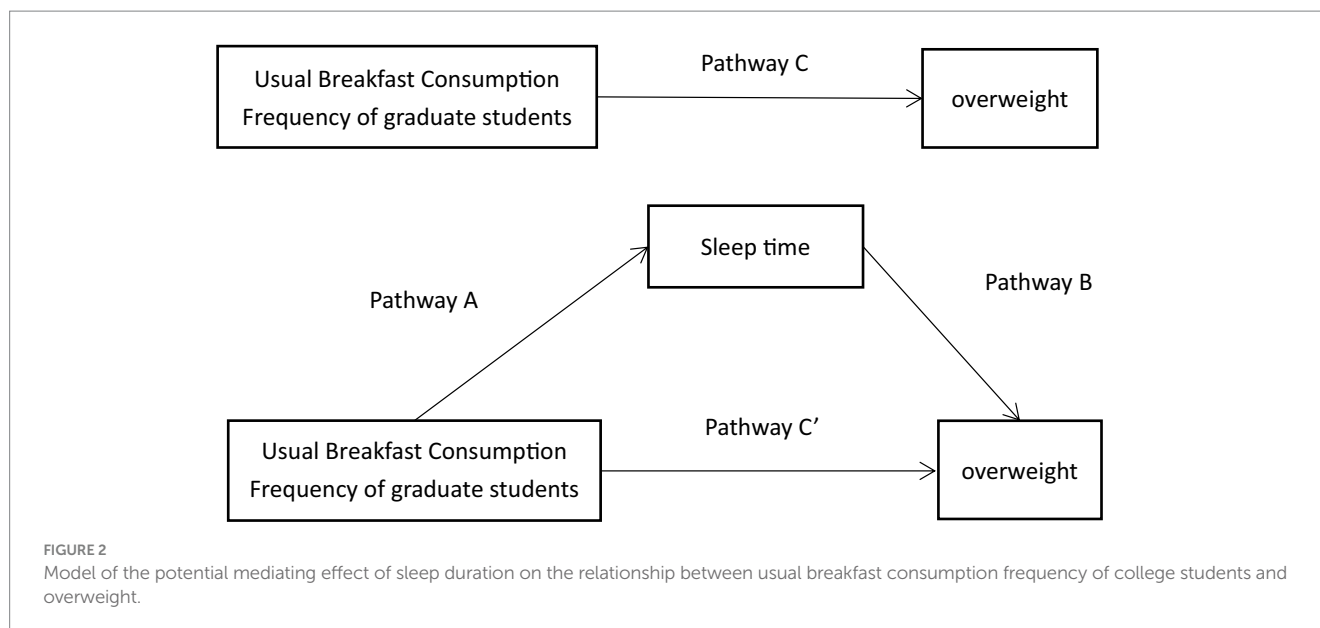 Usual Breakfast Consumption
Frequency of graduate students
Pathway C
overweight
Sleep time
Pathway A
Pathway B
Usual Breakfast Consumption
Frequency of graduate students
Pathway C’
overweight
FIGURE 2
Model of the potential mediating effect of sleep duration on the relationship between usual breakfast consumption frequency of college students and
overweight.